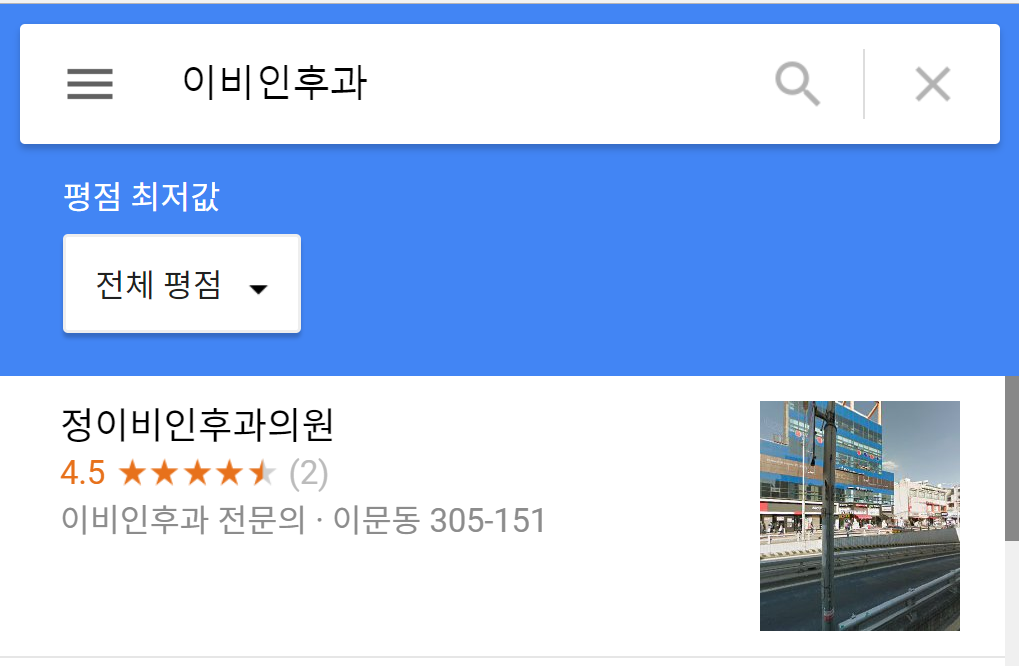 이비인후과
평점 최저값
전체 평점
정이비인후과의원
4.5 (2)
이비인후과 전문의 · 이문동 305-151